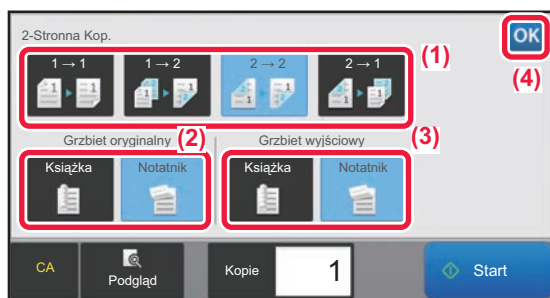 2-Stronna Kop.
OK
(1)
(4)
1 → 1
1 → 2
2 → 2
2 → 1
Grzbiet oryginalny
(2)
Grzbiet wyjściowy
(3)
Książka
Notatnik
Książka
Notatnik
CA
Podgląd
Kopie
1
Start